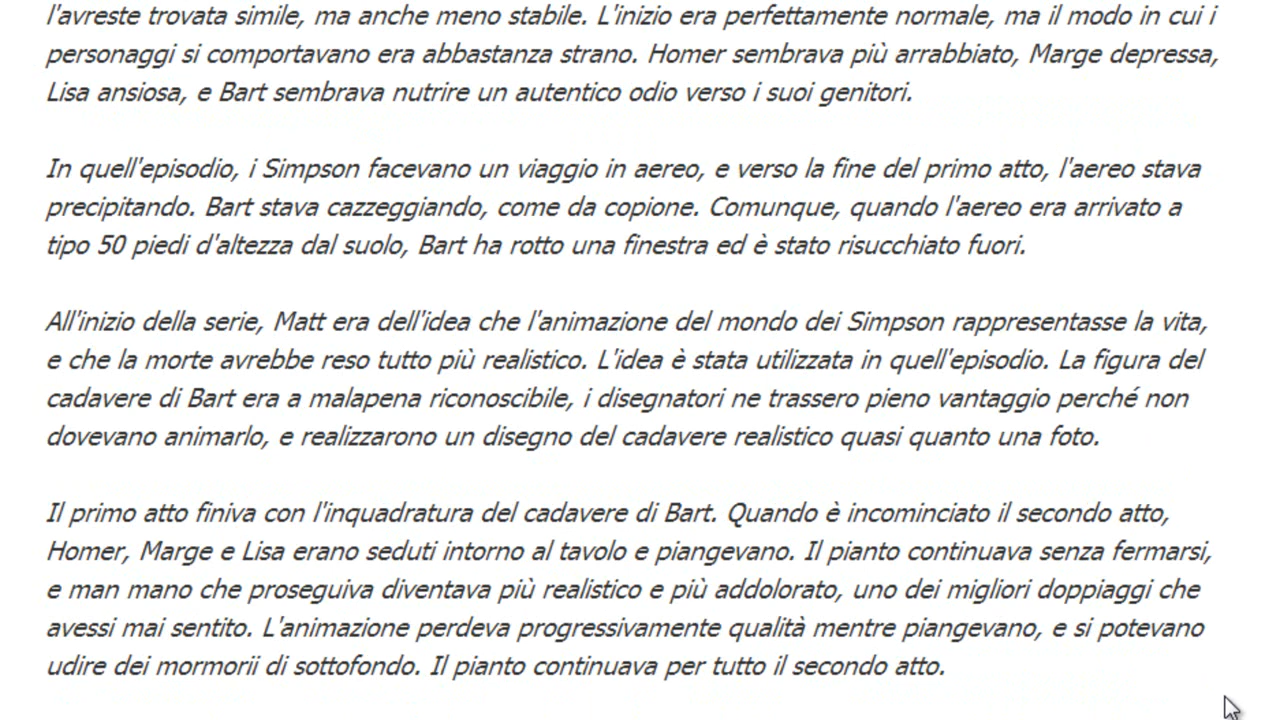 l'avreste trovata simile, ma anche meno stabile. L'inizio era perfettamente normale, ma il modo in cui i
personaggi si comportavano era abbastanza strano. Homer sembrava più arrabbiato, Marge depressa,
Lisa ansiosa, e Bart sembrava nutrire un autentico odio verso i suoi genitori.
In quell'episodio, i Simpson facevano un viaggio in aereo, e verso la fine del primo atto, l'aereo stava
precipitando. Bart stava cazzeggiando, come da copione. Comunque, quando l'aereo era arrivato a
tipo 50 piedi d'altezza dal suolo, Bart ha rotto una finestra ed è stato risucchiato fuori.
All'inizio della serie, Matt era dell'idea che l'animazione del mondo dei Simpson rappresentasse la vita,
e che la morte avrebbe reso tutto più realistico. L'idea è stata utilizzata in quell'episodio. La figura del
cadavere di Bart era a malapena riconoscibile, i disegnatori ne trassero pieno vantaggio perché non
dovevano animarlo, e realizzarono un disegno del cadavere realistico quasi quanto una foto.
Il primo atto finiva con l'inquadratura del cadavere di Bart. Quando è incominciato il secondo atto,
Homer, Marge e Lisa erano seduti intorno al tavolo e piangevano. Il pianto continuava senza fermarsi,
e man mano che proseguiva diventava più realistico e più addolorato, uno dei migliori doppiaggi che
avessi mai sentito. L'animazione perdeva progressivamente qualità mentre piangevano, e si potevano
udire dei mormorii di sottofondo. Il pianto continuava per tutto il secondo atto.